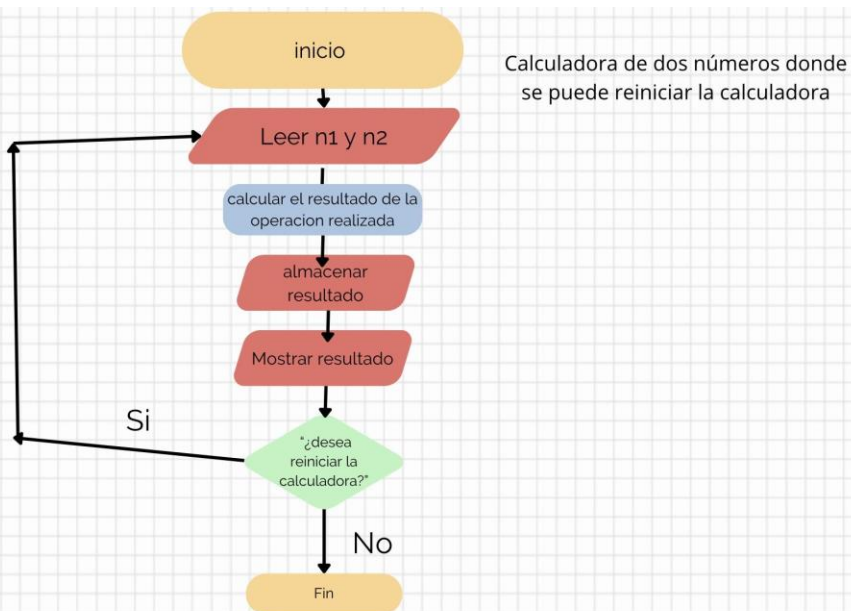 inicio
Calculadora de dos números donde
se puede reiniciar la calculadora
Leer n1 y n2
calcular el resultado de la
operacion realizada
almacenar
resultado
Mostrar resultado
Si
"¿desea
reiniciar la
calculadora?"
No
Fin